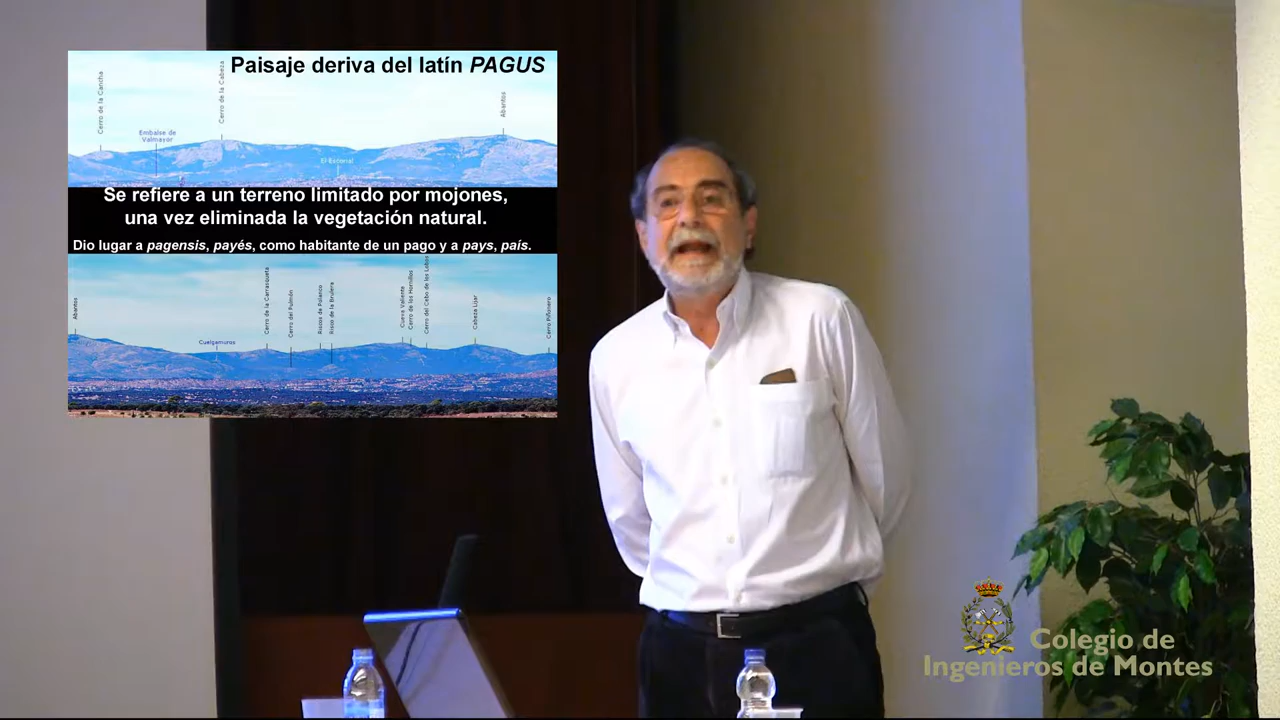 Paisaje deriva del latín PAGUS
Cerro de la Cancha
Cerro de la Cabeza
Abantos
Embalse de
Valmayor
El Escorial
Se refiere a un terreno limitado por mojones,
una vez eliminada la vegetación natural.
Dio lugar a pagensis, payés, como habitante de un pago y a pays, país.
Abantos
Cuelgamuros
Cerro de la Carrasqueta
Cerro del Pulmón
Riscos de Polanco
Risco de la Brujera
Cueva Valiente
Cerro de los Hornillos
Cerro del Cebo de los Lobos
Cabeza Lijar
Cerro Piñonero
Colegio de
Ingenieros de Montes